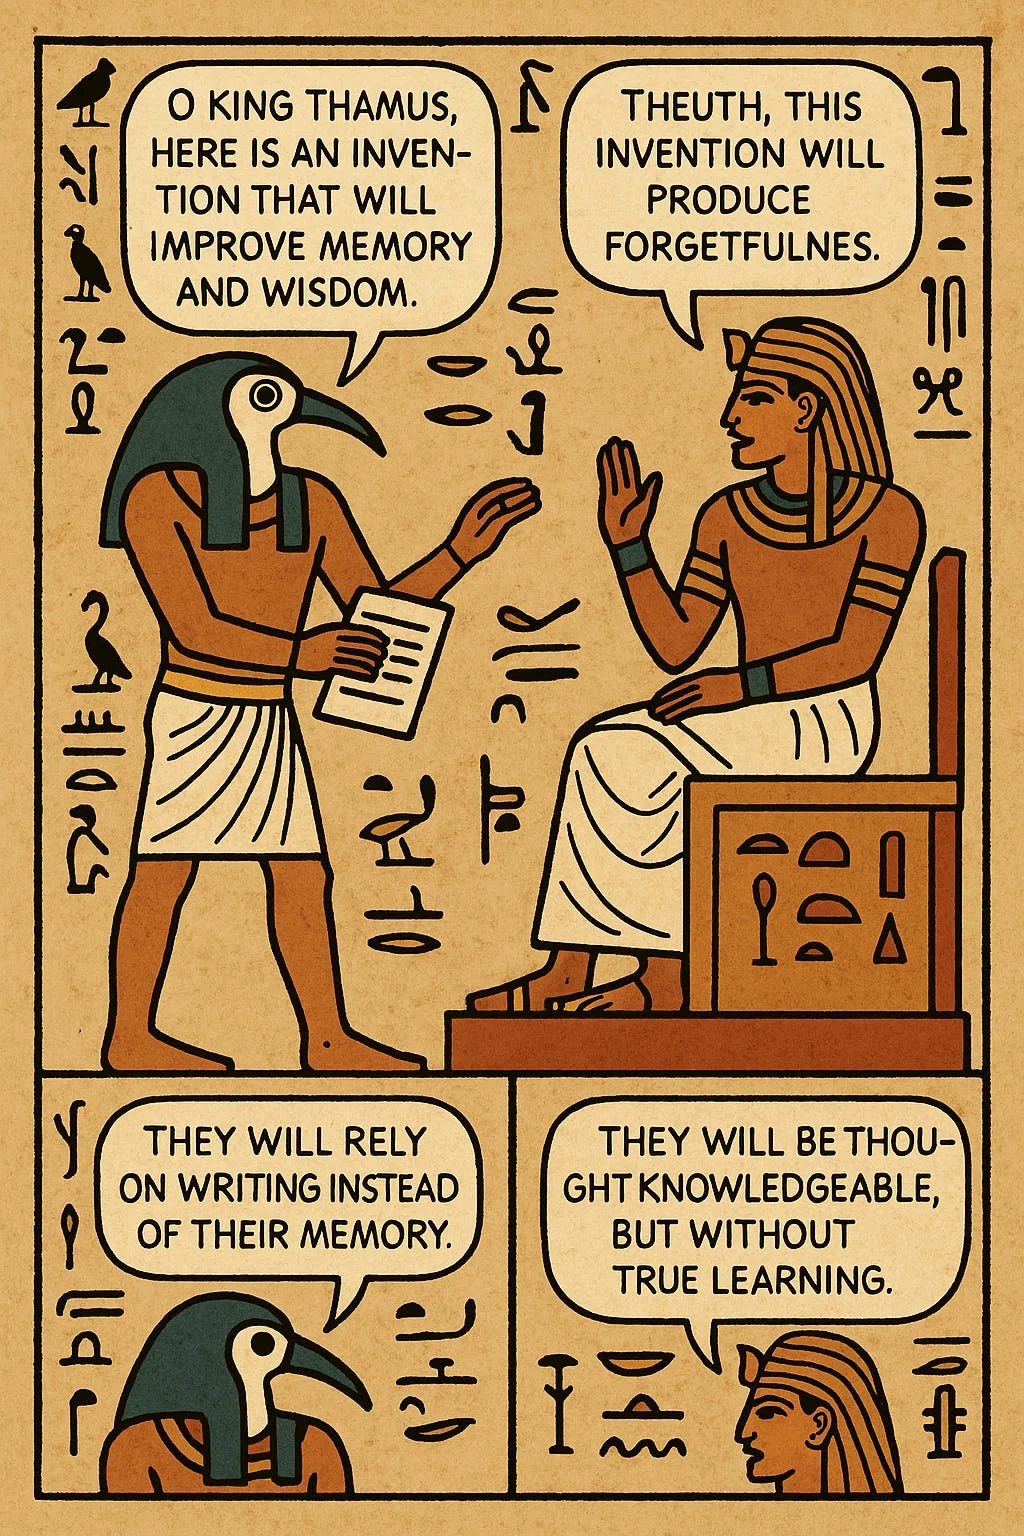 O KING THAMUS,
HERE IS AN INVEN-
TION THAT WILL
IMPROVE MEMORY
AND WISDOM.
THEUTH, THIS
INVENTION WILL
PRODUCE
FORGETFULNES.
THEY WILL RELY
ON WRITING INSTEAD
OF THEIR MEMORY.
THEY WILL BE THOU-
GHT KNOWLEDGEABLE,
BUT WITHOUT
TRUE LEARNING.